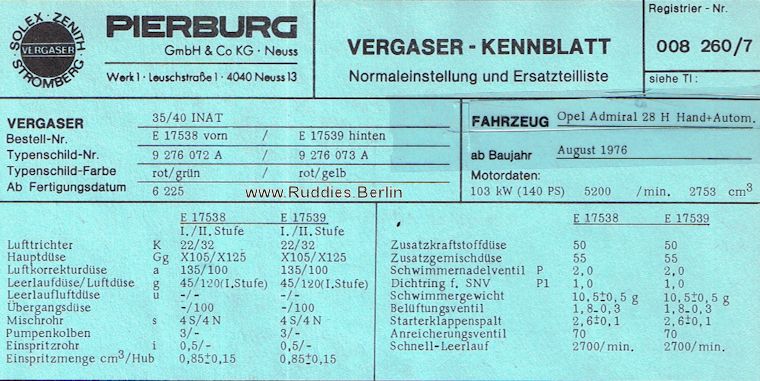 SOLEX · ZENITH
VERGASER
STROMBERG
PIERBURG
GmbH & Co KG · Neuss
Werk 1 · Leuschstraße 1 · 4040 Neuss 13
VERGASER - KENNBLATT
Normaleinstellung und Ersatzteilliste
Registrier - Nr.
008 260/7
siehe TI :
VERGASER 35/40 INAT
Bestell-Nr. E 17538 vorn / E 17539 hinten
Typenschild-Nr. 9 276 072 A / 9 276 073 A
Typenschild-Farbe rot/grün / rot/gelb
Ab Fertigungsdatum 6 225
www.Ruddies.Berlin
FAHRZEUG Opel Admiral 28 H Hand+Autom.
ab Baujahr August 1976
Motordaten:
103 kW (140 PS) 5200 /min. 2753 cm³
E 17538 E 17539
I./II. Stufe I./II. Stufe
Lufttrichter K 22/32 22/32
Hauptdüse Gg X105/X125 X105/X125
Luftkorrekturdüse a 135/100 135/100
Leerlaufdüse/Luftdüse g 45/120(I.Stufe) 45/120(I.Stufe)
Leerlaufluftdüse u -/- -/-
Übergangsdüse -/100 -/100
Mischrohr s 4 S/4 N 4 S/4 N
Pumpenkolben 3/- 3/-
Einspritzrohr i 0,5/- 0,5/-
Einspritzmenge cm³/Hub 0,85±0,15 0,85±0,15
E 17538 E 17539
Zusatzkraftstoffdüse 50 50
Zusatzgemischdüse 55 55
Schwimmernadelventil P 2,0 2,0
Dichtring f. SNV P1 1,0 1,0
Schwimmergewicht 10,5±0,5 g 10,5±0,5 g
Belüftungsventil 1,8-0,3 1,8-0,3
Starterklappenspalt 2,6±0,1 2,6±0,1
Anreicherungsventil 70 70
Schnell-Leerlauf 2700/min. 2700/min.